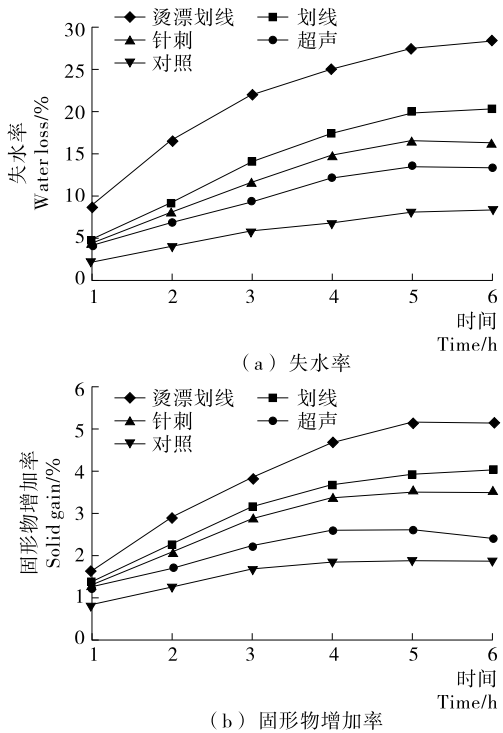 烫漂划线 划线
针刺 超声
对照
30
25
20
15
10
5
0
失水率
Water loss/%
1 2 3 4 5 6
时间
Time/h
(a)失水率
烫漂划线 划线
针刺 超声
对照
6
5
4
3
2
1
0
固形物增加率
Solid gain/%
1 2 3 4 5 6
时间
Time/h
(b)固形物增加率